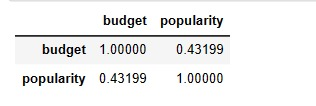 budget popularity
budget 1.00000 0.43199
popularity 0.43199 1.00000